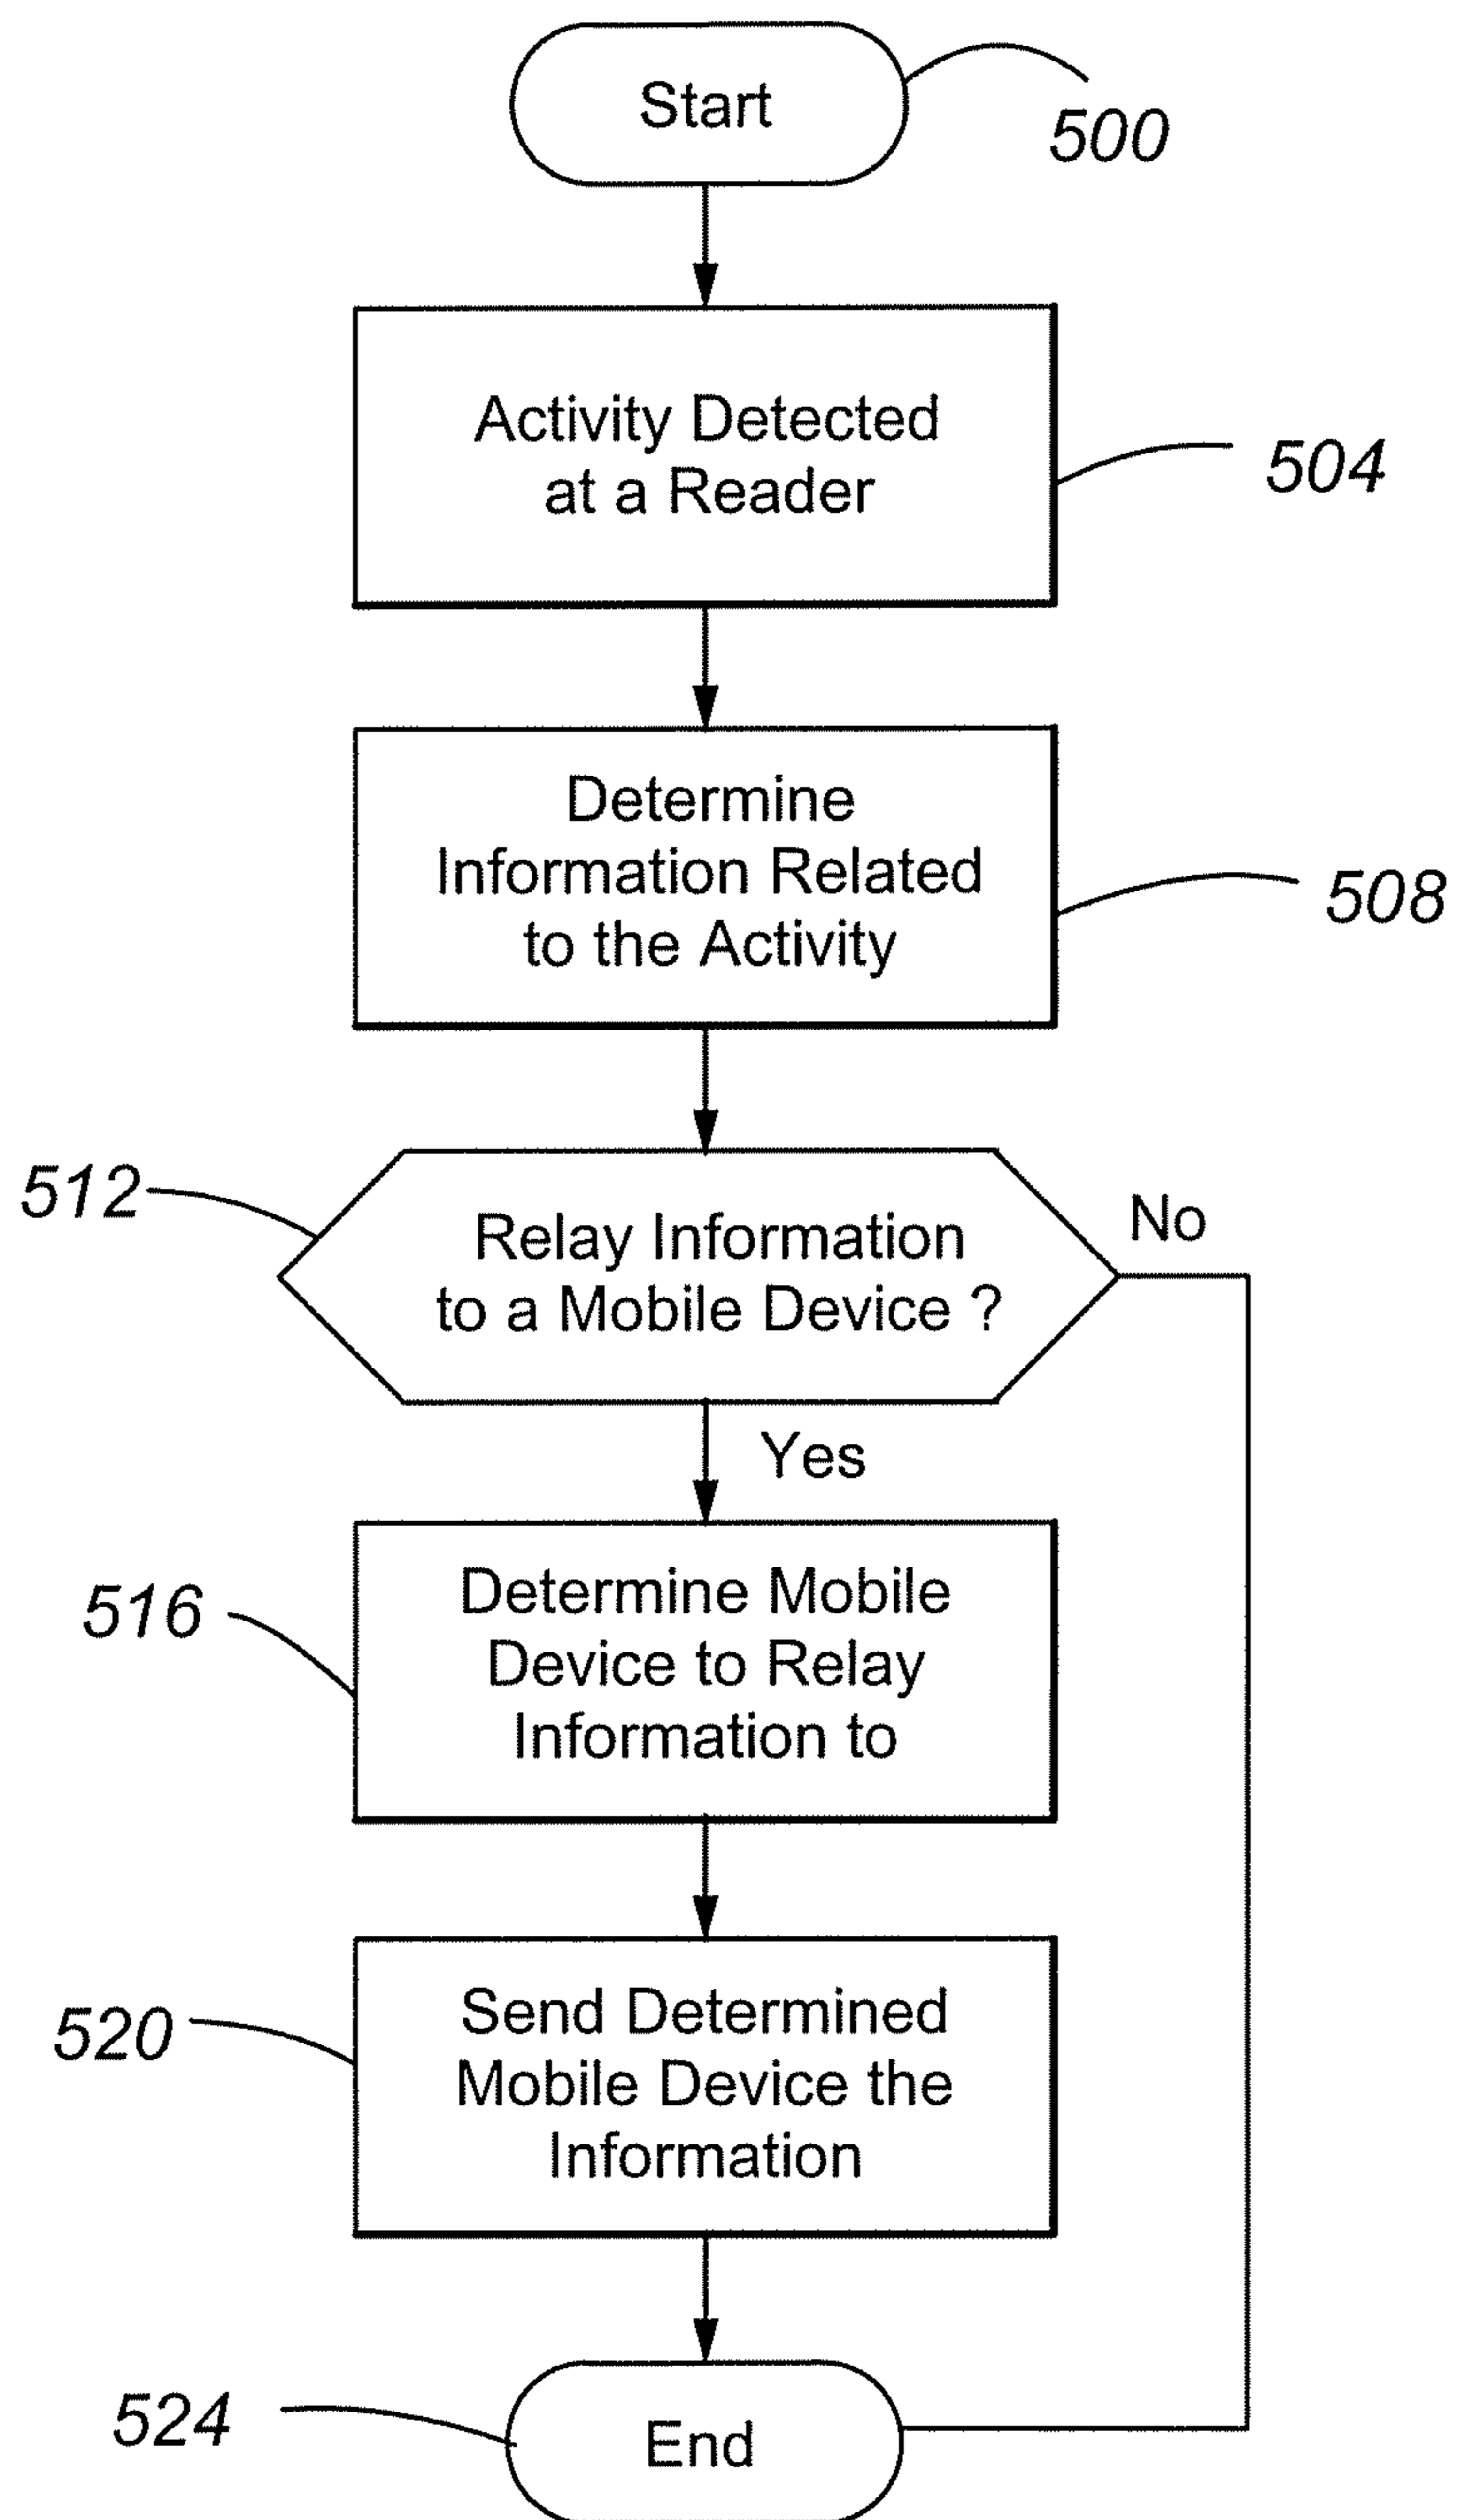 Start
500
Activity Detected
at a Reader
504
Determine
Information Related
to the Activity
508
512
Relay Information
to a Mobile Device ?
No
Yes
516
Determine Mobile
Device to Relay
Information to
520
Send Determined
Mobile Device the
Information
524
End